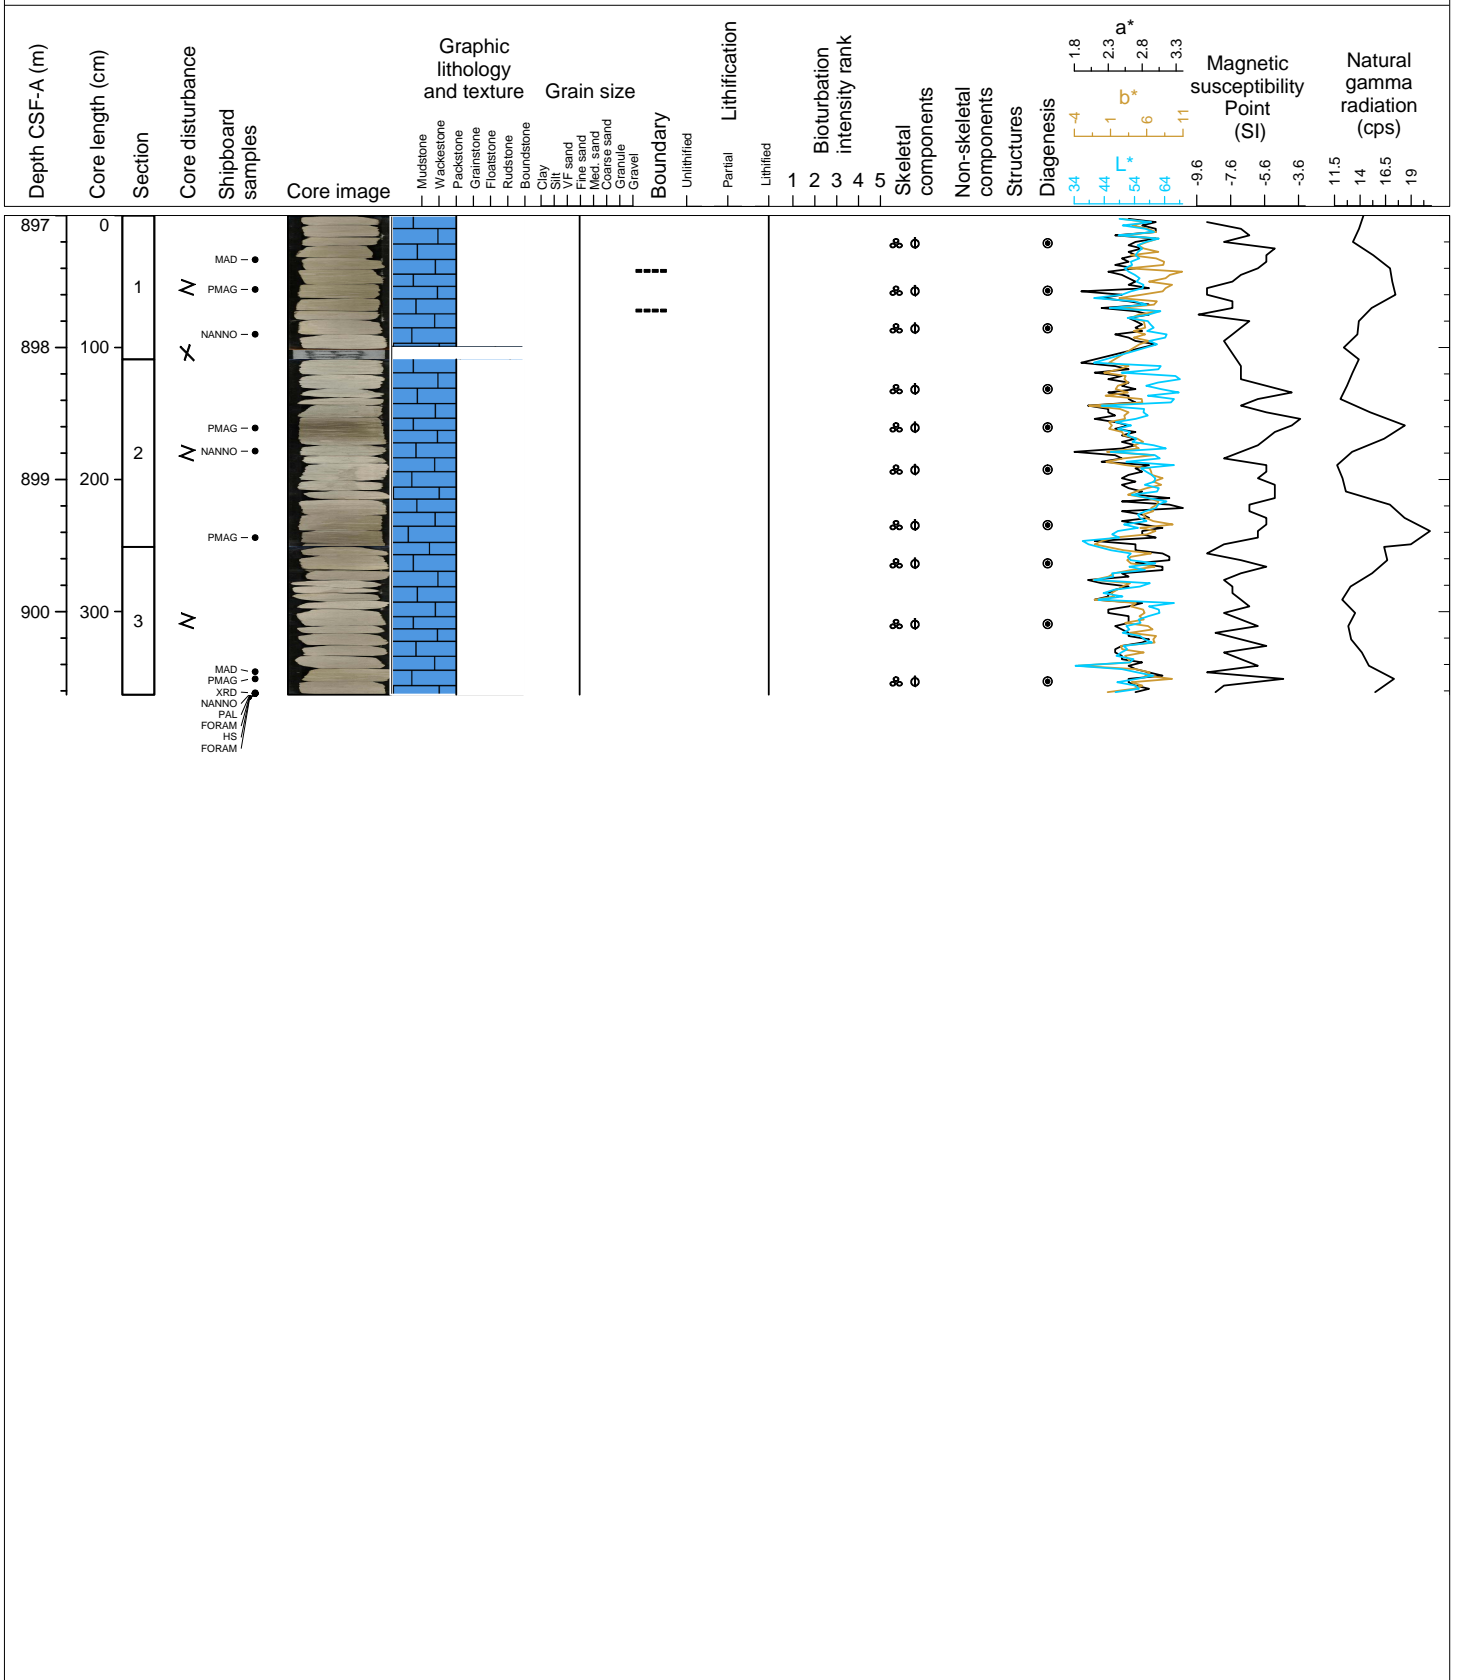 Depth CSF-A (m)
Core length (cm)
Section
Core disturbance
Shipboard
samples
Core image
Graphic
lithology
and texture
Mudstone
Wackestone
Packstone
Grainstone
Floatstone
Rudstone
Boundstone
Grain size
Clay
Silt
VF sand
Fine sand
Med. sand
Coarse sand
Granule
Gravel
Boundary
Lithification
Unlithified
Partial
Lithified
Bioturbation
intensity rank
1 2 3 4 5
Skeletal
components
Non-skeletal
components
Structures
Diagenesis
a*
1.8 2.3 2.8 3.3
b*
-4 1 6 11
L*
34 44 54 64
Magnetic
susceptibility
Point
(SI)
-9.6 -7.6 -5.6 -3.6
Natural
gamma
radiation
(cps)
11.5 14 16.5 19
897
898
899
900
0
100
200
300
1
2
3
MAD
PMAG
NANNO
PMAG
NANNO
PMAG
MAD
PMAG
XRD
NANNO
PAL
FORAM
HS
FORAM